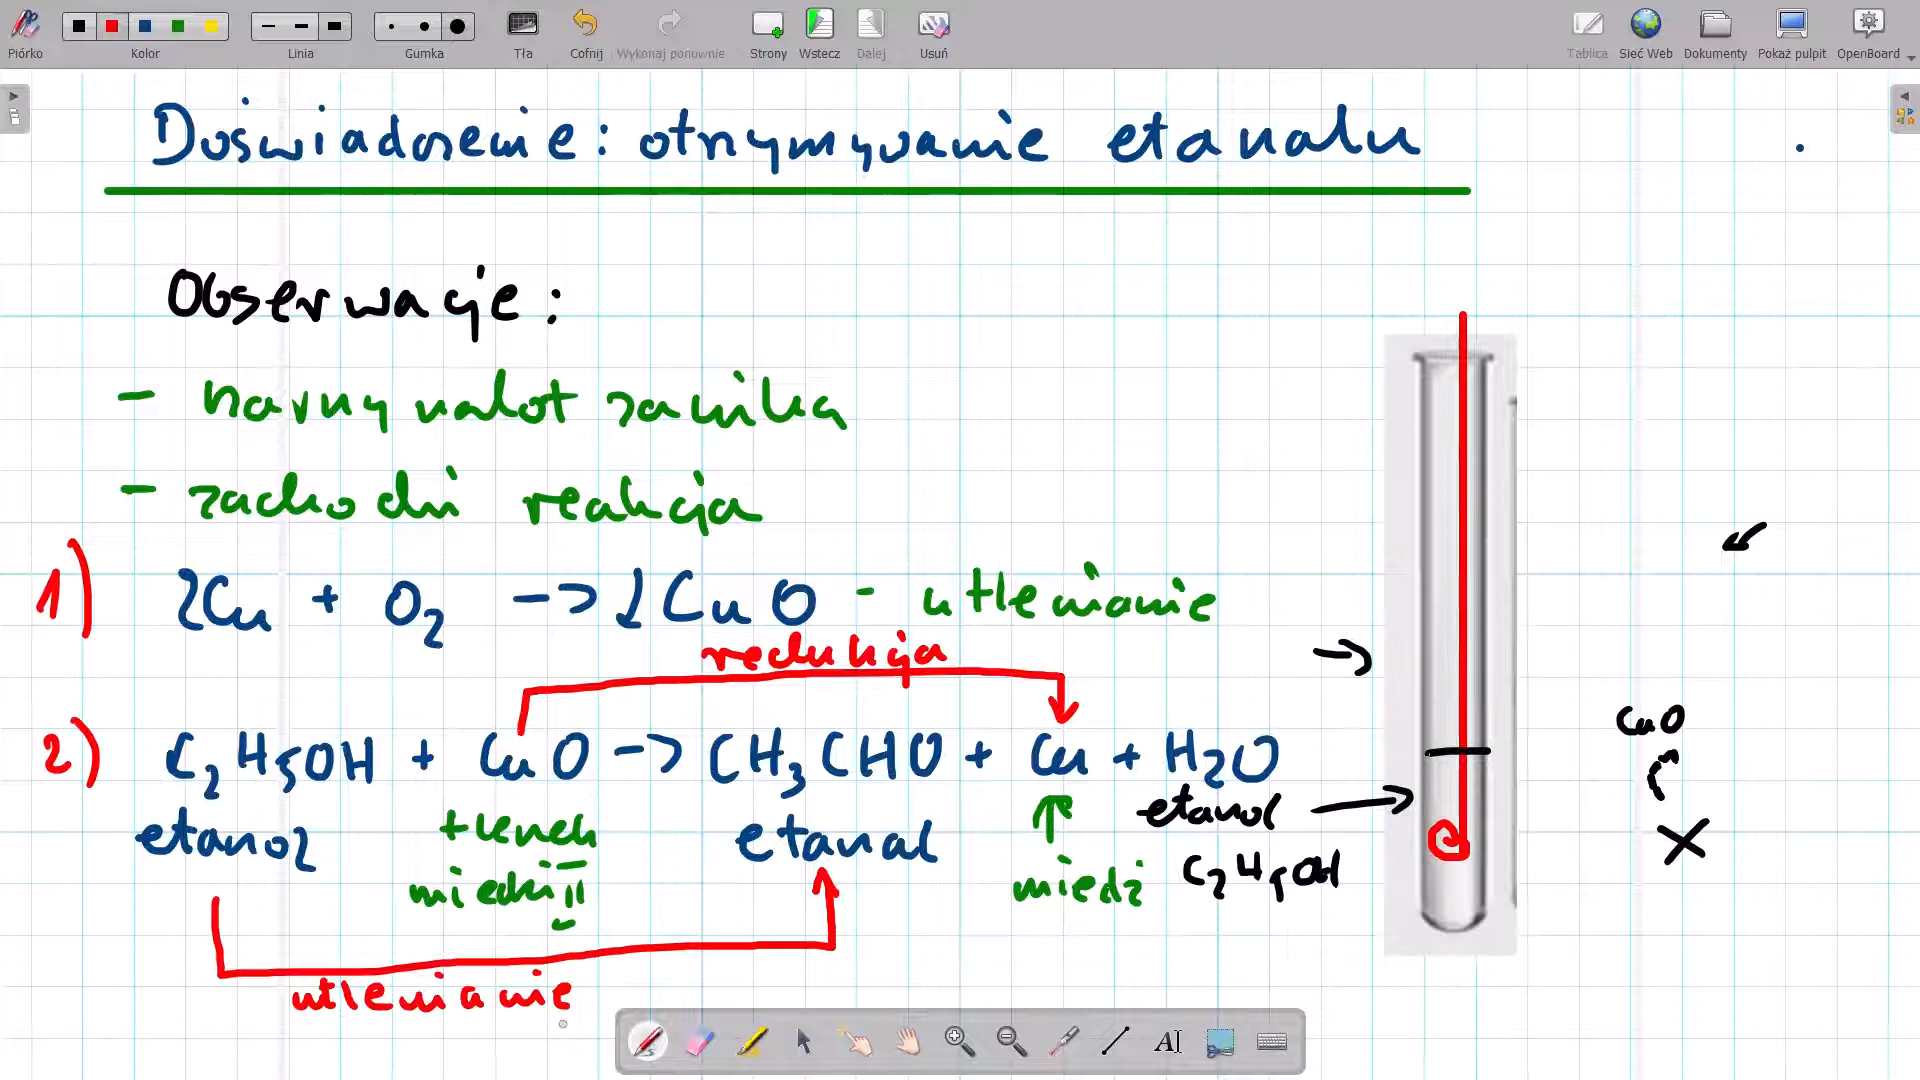 Piórko Kolor Linia Gumka Tła Cofnij Wykonaj ponownie Strony Wstecz Dalej Usuń Tablica Sieć Web Dokumenty Pokaż pulpit OpenBoard
Doświadczenie: otrzymywanie etanalu
Obserwacje:
- czarny nalot zanika
- zachodzi reakcja
1) 2Cu + O2 -> 2CuO - utlenianie
redukcja
2) C2H5OH + CuO -> CH3CHO + Cu + H2O
etanol tlenek miedzi II etanal miedź
etanol
C2H5OH
CuO
utlenianie
AI